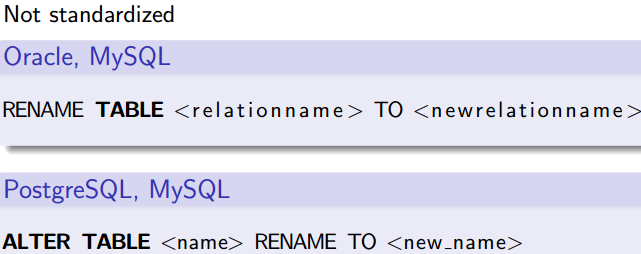 Not standardized
Oracle, MySQL
RENAME TABLE <relationname> TO <newrelationname>
PostgreSQL, MySQL
ALTER TABLE <name> RENAME TO <new_name>